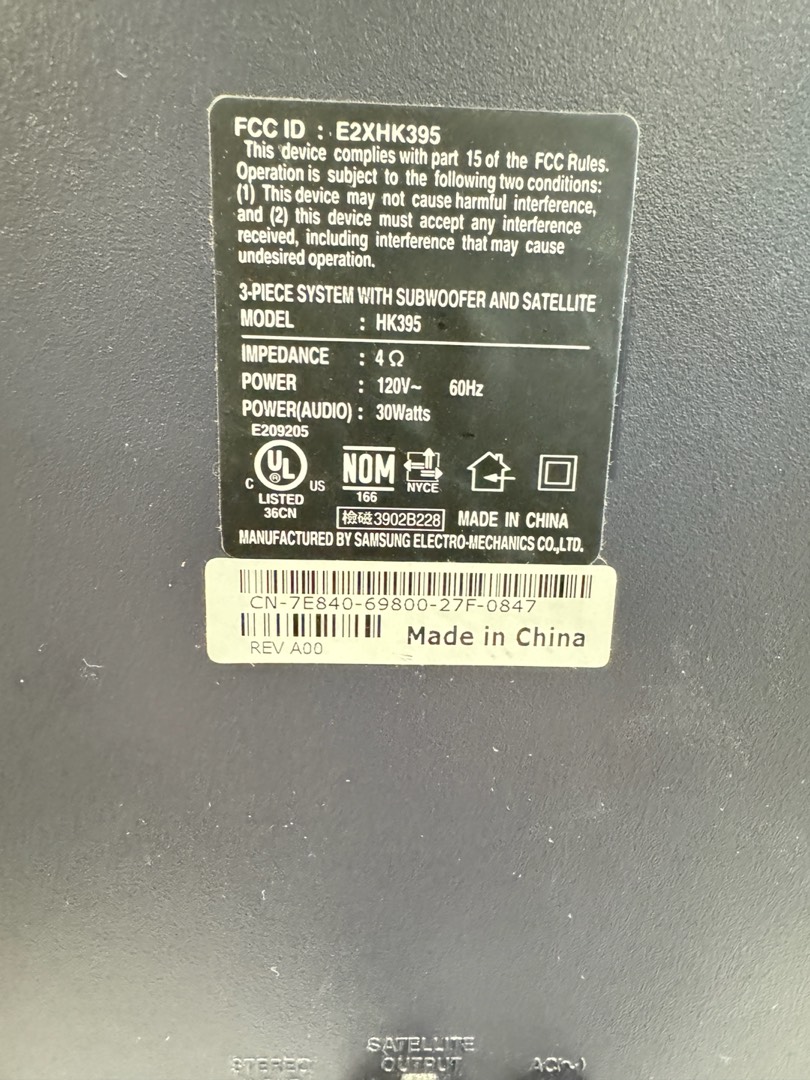 FCC ID : E2XHK395
This device complies with part 15 of the FCC Rules.
Operation is subject to the following two conditions:
(1) This device may not cause harmful interference,
and (2) this device must accept any interference
received, including interference that may cause
undesired operation.
3-PIECE SYSTEM WITH SUBWOOFER AND SATELLITE
MODEL : HK395
IMPEDANCE : 4 Ω
POWER : 120V~ 60Hz
POWER(AUDIO) : 30Watts
E209205
C UL ® US
LISTED
36CN
NOM
166
NYCE
檢磁3902B228
MADE IN CHINA
MANUFACTURED BY SAMSUNG ELECTRO-MECHANICS CO.,LTD.
CN-7E840-69800-27F-0847
REV A00
Made in China
SATELLITE
STEREO OUTPUT AC(~)